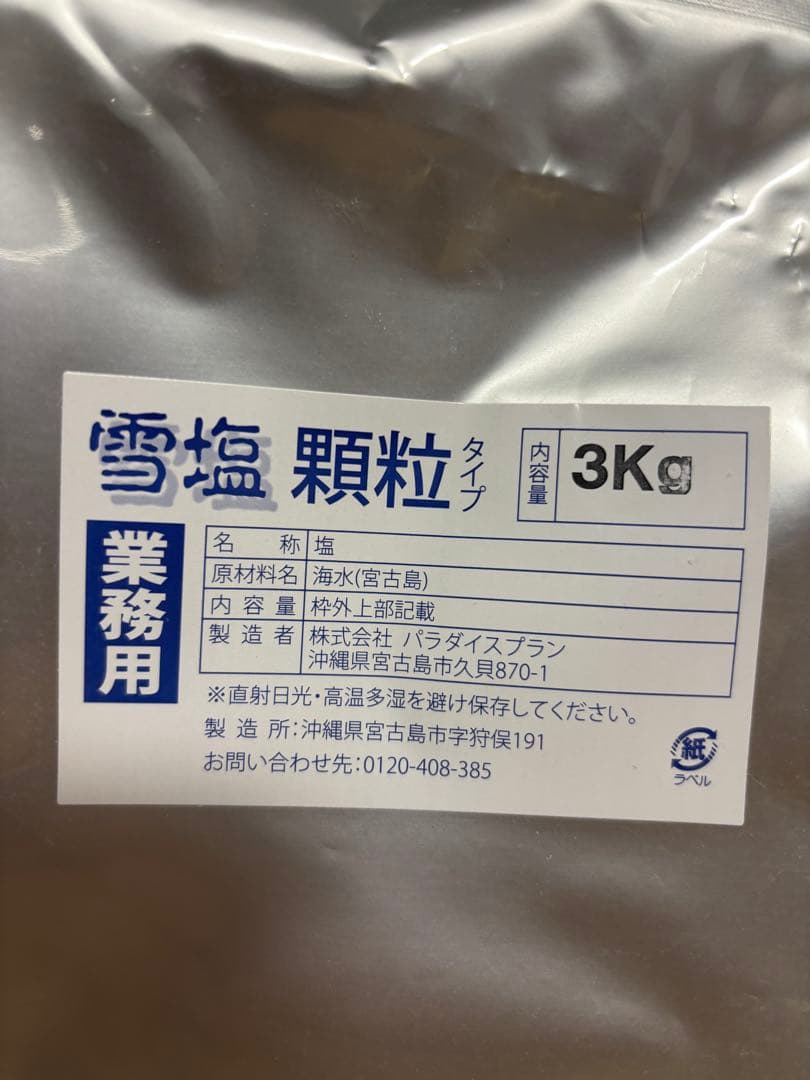 雪塩 顆粒タイプ
内容量 3Kg
業務用
名称 塩
原材料名 海水(宮古島)
内容量 枠外上部記載
製造者 株式会社 パラダイスプラン
沖縄県宮古島市久貝870-1
※直射日光・高温多湿を避け保存してください。
製造所:沖縄県宮古島市字狩俣191
お問い合わせ先:0120-408-385
紙
ラベル